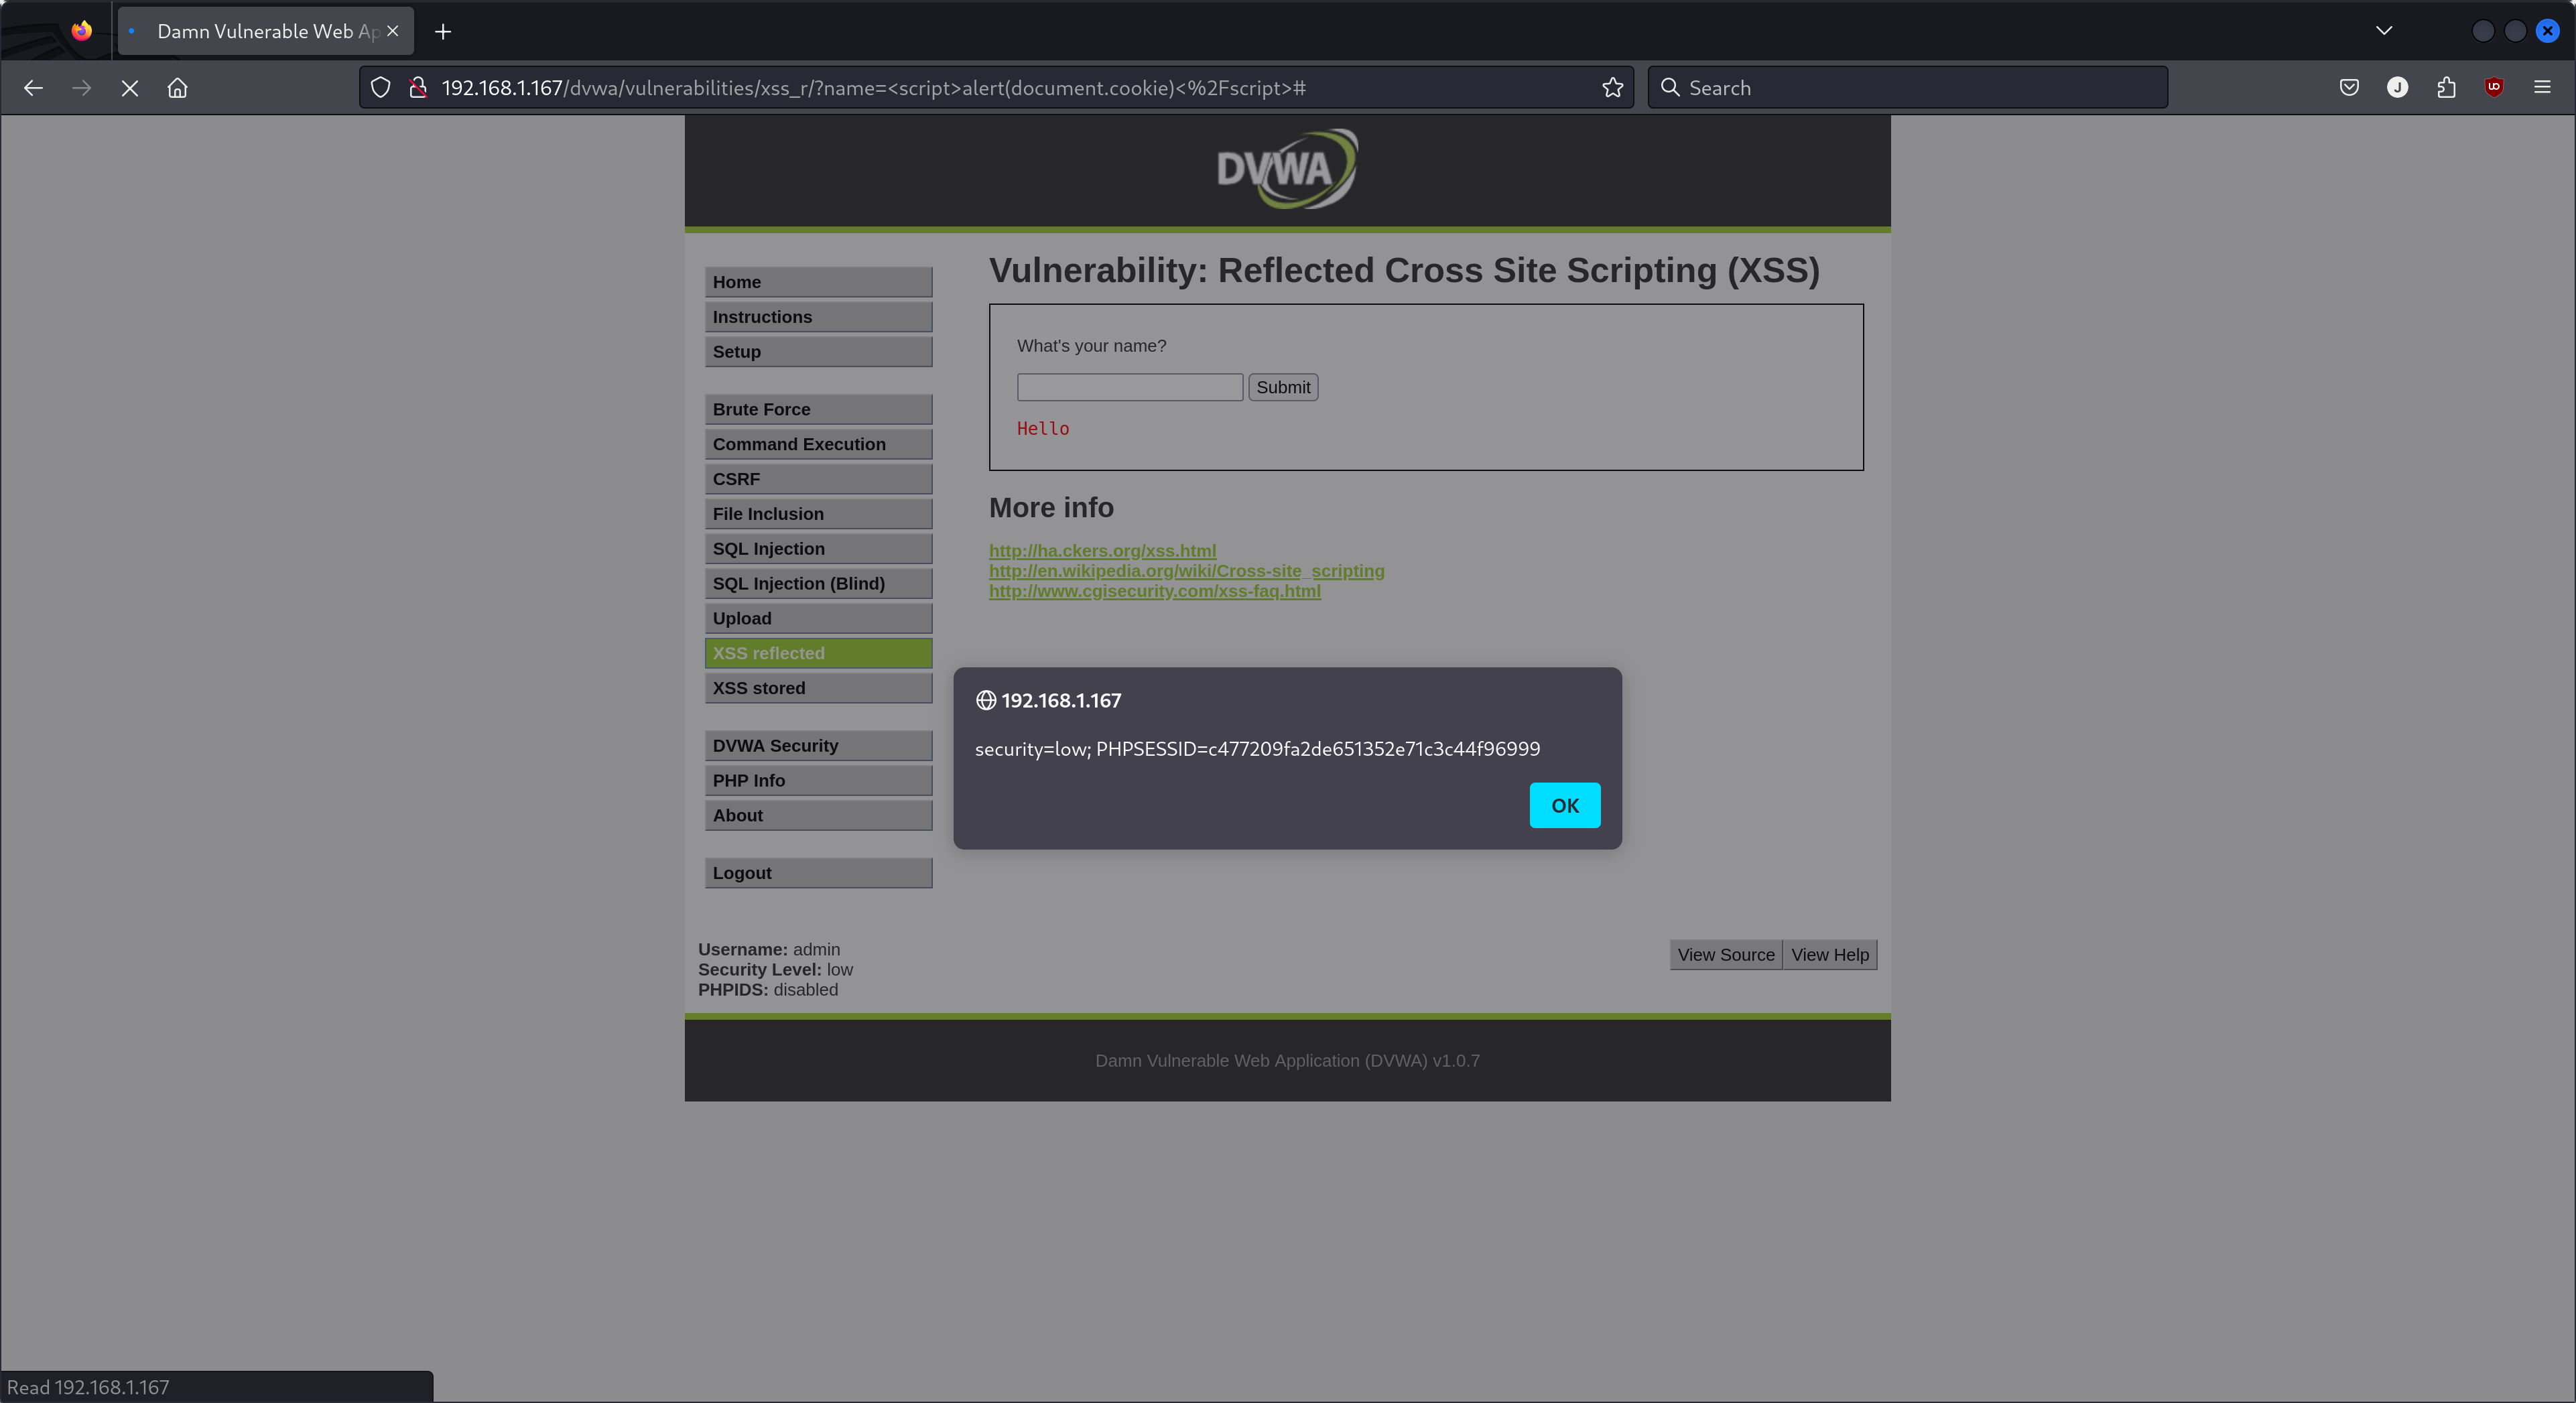 Damn Vulnerable Web Ap
192.168.1.167/dvwa/vulnerabilities/xss_r/?name=<script>alert(document.cookie)<%2Fscript>#
Search
J
DVWA
Home
Instructions
Setup
Brute Force
Command Execution
CSRF
File Inclusion
SQL Injection
SQL Injection (Blind)
Upload
XSS reflected
XSS stored
DVWA Security
PHP Info
About
Logout
Vulnerability: Reflected Cross Site Scripting (XSS)
What's your name?
Submit
Hello
More info
http://ha.ckers.org/xss.html
http://en.wikipedia.org/wiki/Cross-site_scripting
http://www.cgisecurity.com/xss-faq.html
192.168.1.167
security=low; PHPSESSID=c477209fa2de651352e71c3c44f96999
OK
Username: admin
Security Level: low
PHPIDS: disabled
View Source View Help
Damn Vulnerable Web Application (DVWA) v1.0.7
Read 192.168.1.167